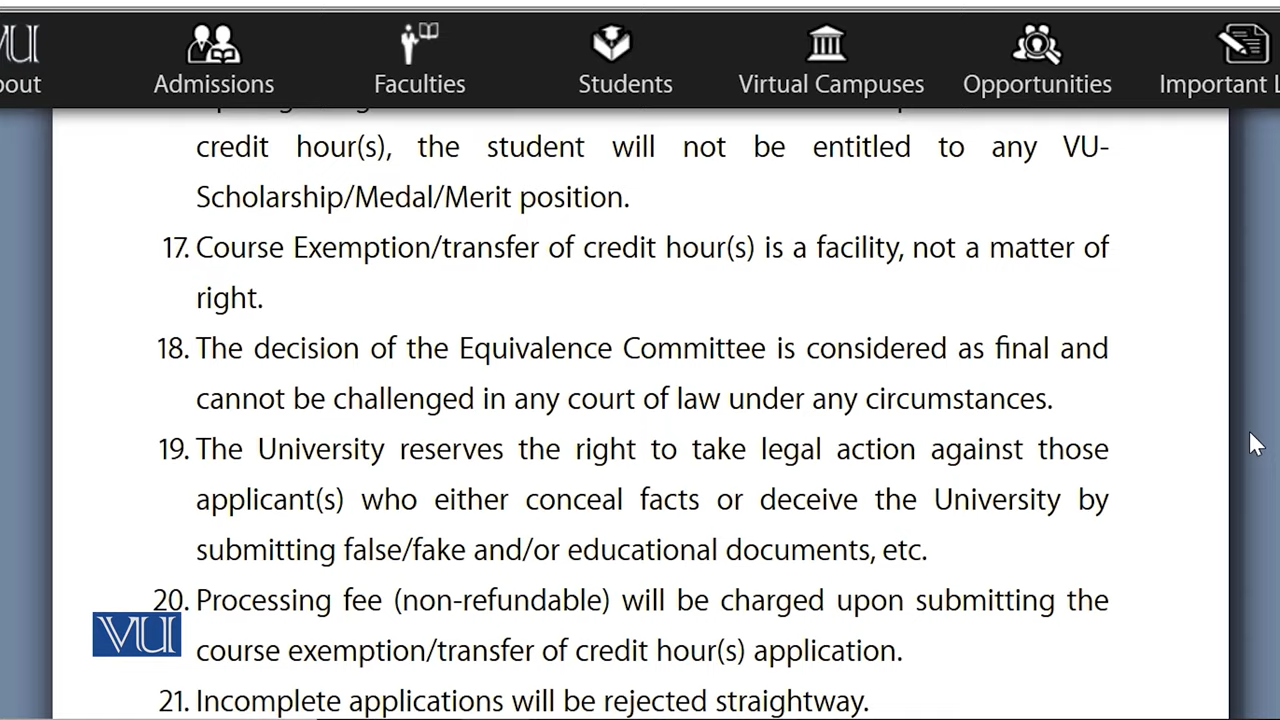 VU
Admissions
Faculties
Students
Virtual Campuses
Opportunities
Important
credit hour(s), the student will not be entitled to any VU-
Scholarship/Medal/Merit position.
17. Course Exemption/transfer of credit hour(s) is a facility, not a matter of
right.
18. The decision of the Equivalence Committee is considered as final and
cannot be challenged in any court of law under any circumstances.
19. The University reserves the right to take legal action against those
applicant(s) who either conceal facts or deceive the University by
submitting false/fake and/or educational documents, etc.
20. Processing fee (non-refundable) will be charged upon submitting the
VU
course exemption/transfer of credit hour(s) application.
21. Incomplete applications will be rejected straightway.